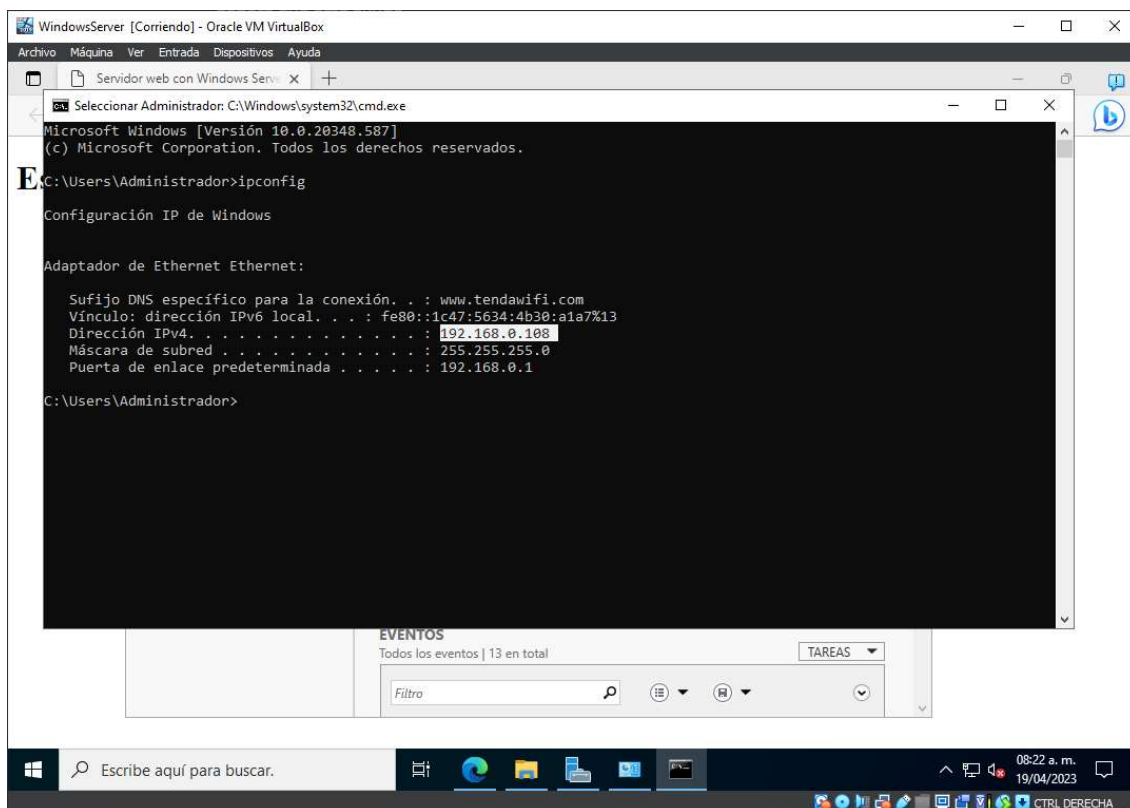 WindowsServer [Corriendo] - Oracle VM VirtualBox
Archivo Máquina Ver Entrada Dispositivos Ayuda
Servidor web con Windows Serv
Seleccionar Administrador: C:\Windows\system32\cmd.exe
Microsoft Windows [Versión 10.0.20348.587]
(c) Microsoft Corporation. Todos los derechos reservados.
C:\Users\Administrador>ipconfig
Configuración IP de Windows
Adaptador de Ethernet Ethernet:
Sufijo DNS específico para la conexión. . : www.tendawifi.com
Vínculo: dirección IPv6 local. . . : fe80::1c47:5634:4b30:a1a7%13
Dirección IPv4. . . . . . . . . . . . . . : 192.168.0.108
Máscara de subred . . . . . . . . . . . . : 255.255.255.0
Puerta de enlace predeterminada . . . . . : 192.168.0.1
C:\Users\Administrador>
EVENTOS
Todos los eventos | 13 en total
TAREAS
Filtro
Escribe aquí para buscar.
08:22 a. m.
19/04/2023
CTRL DERECHA